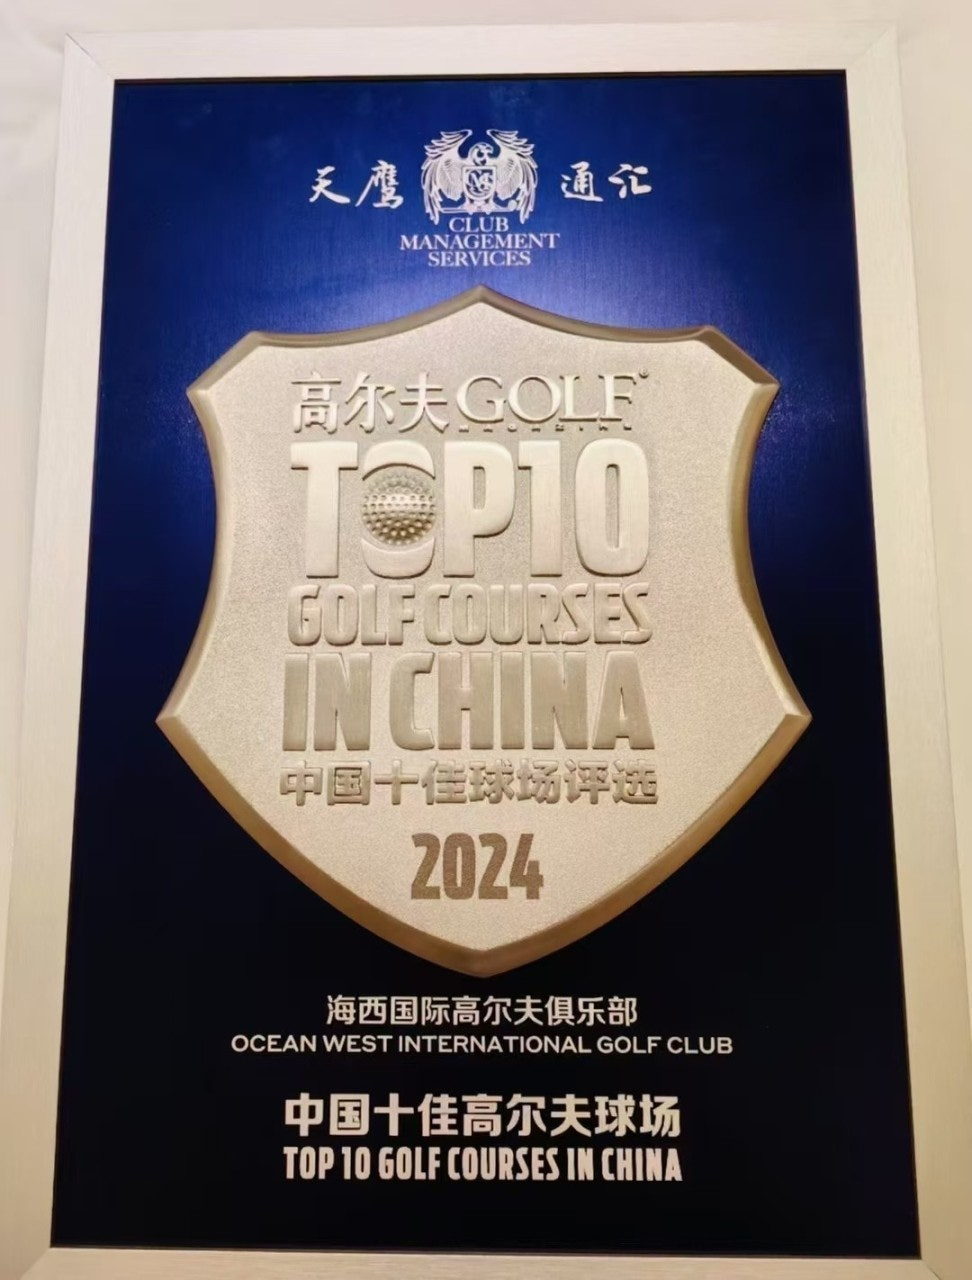 天鹰 通汇
CLUB
MANAGEMENT
SERVICES
高尔夫GOLF
TOP10
GOLF COURSES
IN CHINA
中国十佳球场评选
2024
海西国际高尔夫俱乐部
OCEAN WEST INTERNATIONAL GOLF CLUB
中国十佳高尔夫球场
TOP 10 GOLF COURSES IN CHINA